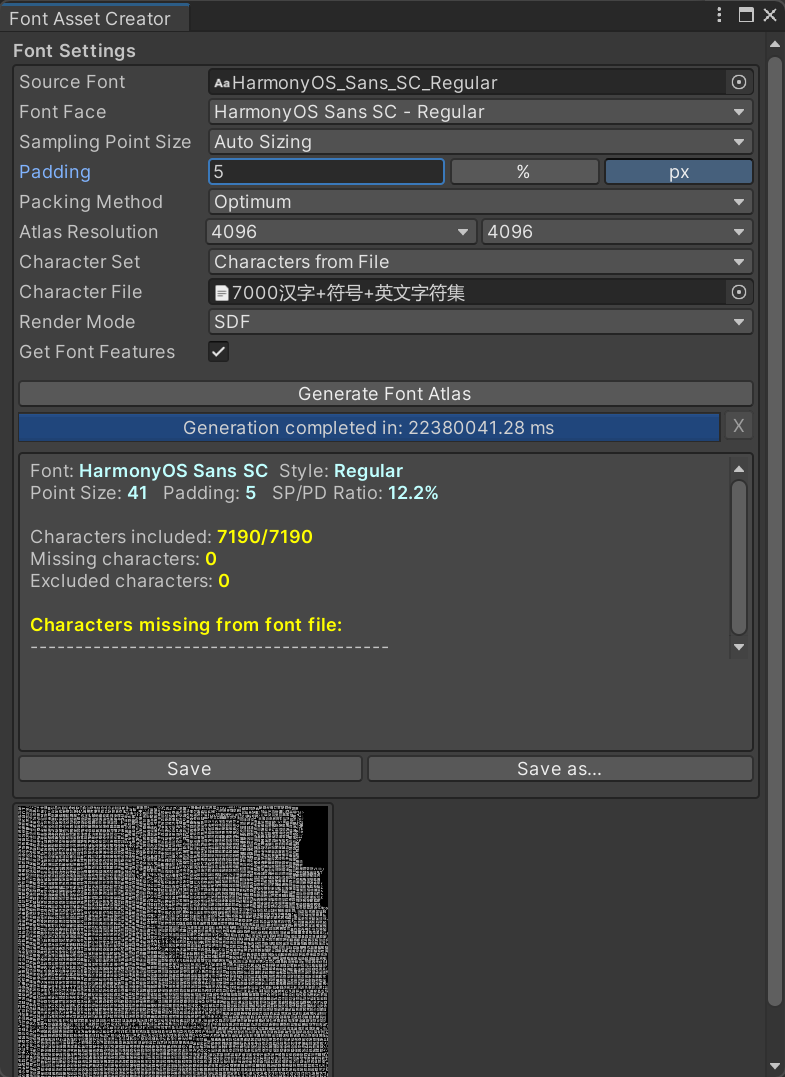 Font Asset Creator
Font Settings
Source Font AaHarmonyOS_Sans_SC_Regular
Font Face HarmonyOS Sans SC - Regular
Sampling Point Size Auto Sizing
Padding 5 % px
Packing Method Optimum
Atlas Resolution 4096 4096
Character Set Characters from File
Character File 7000汉字+符号+英文字符集
Render Mode SDF
Get Font Features
Generate Font Atlas
Generation completed in: 22380041.28 ms X
Font: HarmonyOS Sans SC Style: Regular
Point Size: 41 Padding: 5 SP/PD Ratio: 12.2%
Characters included: 7190/7190
Missing characters: 0
Excluded characters: 0
Characters missing from font file:
----------------------------------------
Save Save as...